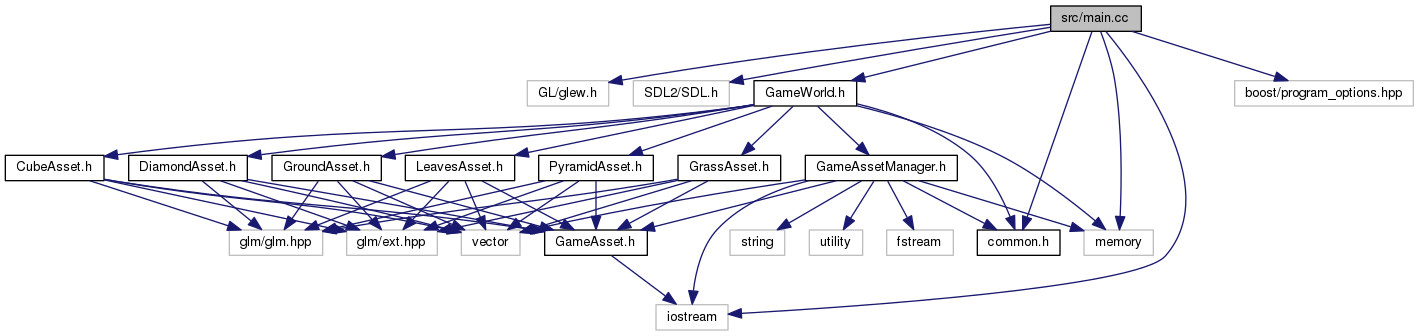 src/main.cc
GL/glew.h
SDL2/SDL.h
GameWorld.h
boost/program_options.hpp
CubeAsset.h
DiamondAsset.h
GroundAsset.h
LeavesAsset.h
PyramidAsset.h
GrassAsset.h
GameAssetManager.h
glm/glm.hpp
glm/ext.hpp
vector
GameAsset.h
string
utility
fstream
common.h
memory
iostream